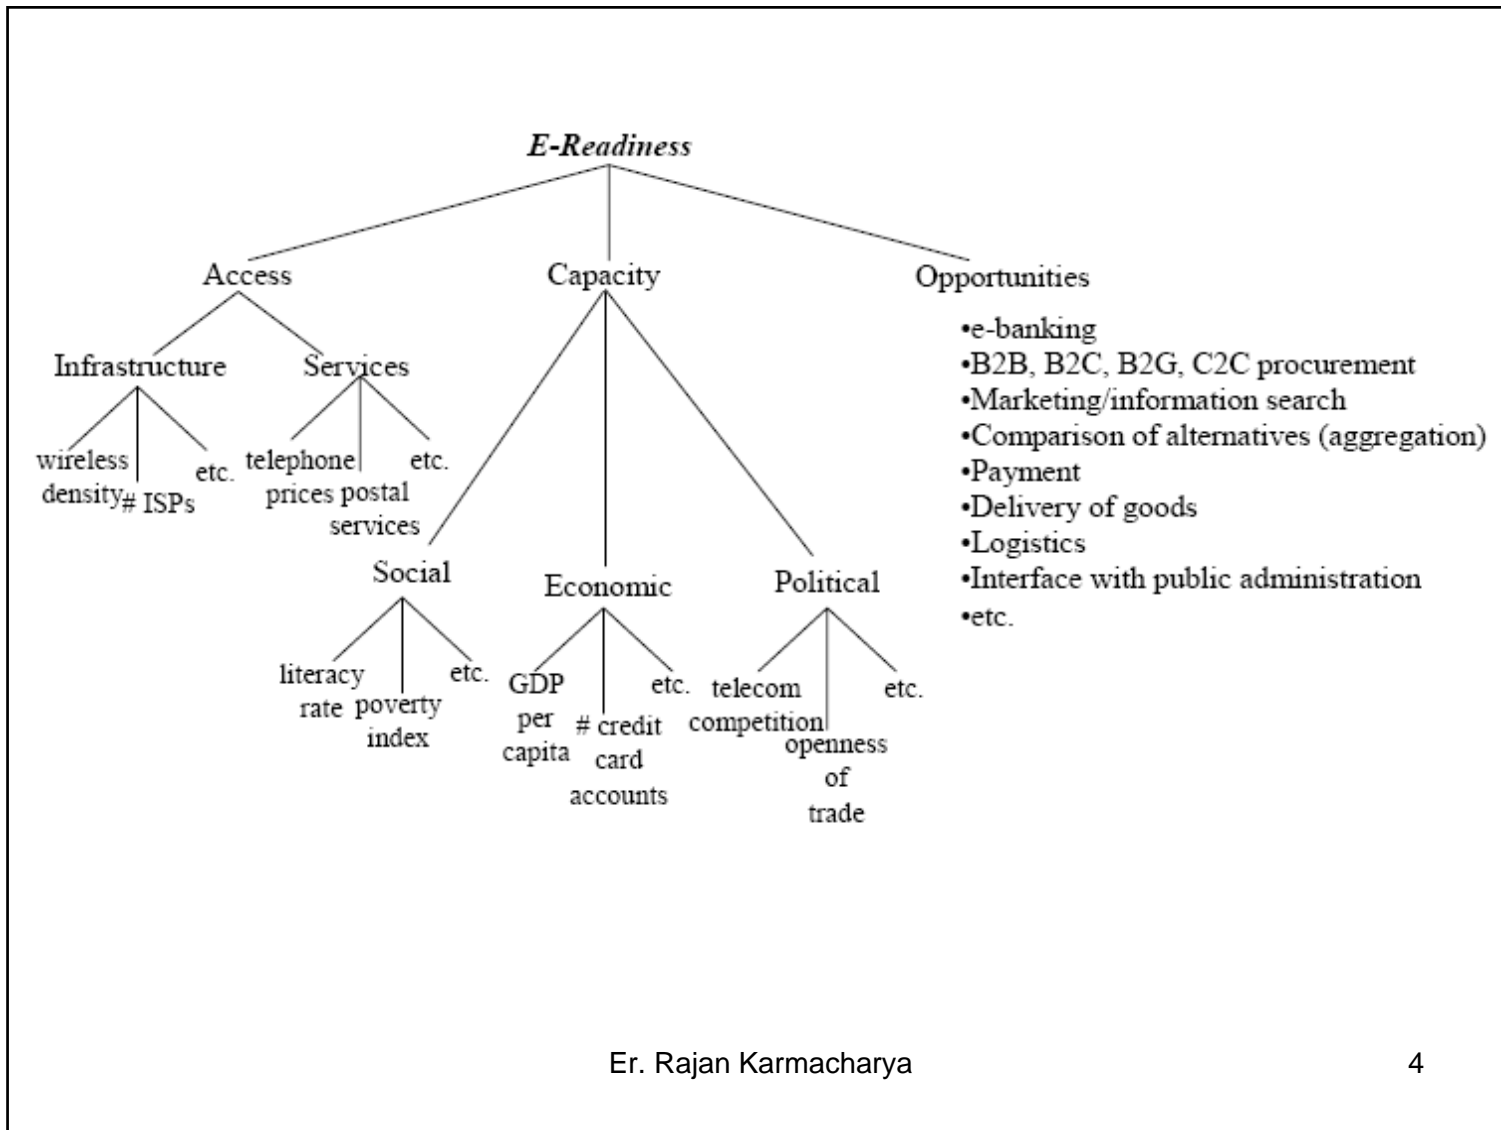 E-Readiness
Access
Capacity
Opportunities
Infrastructure
Services
wireless
density
# ISPs
etc.
telephone
prices
postal
services
etc.
Social
Economic
Political
literacy
rate
poverty
index
etc.
GDP
per
capita
# credit
card
accounts
etc.
telecom
competition
openness
of
trade
etc.
•e-banking
•B2B, B2C, B2G, C2C procurement
•Marketing/information search
•Comparison of alternatives (aggregation)
•Payment
•Delivery of goods
•Logistics
•Interface with public administration
•etc.
Er. Rajan Karmacharya
4